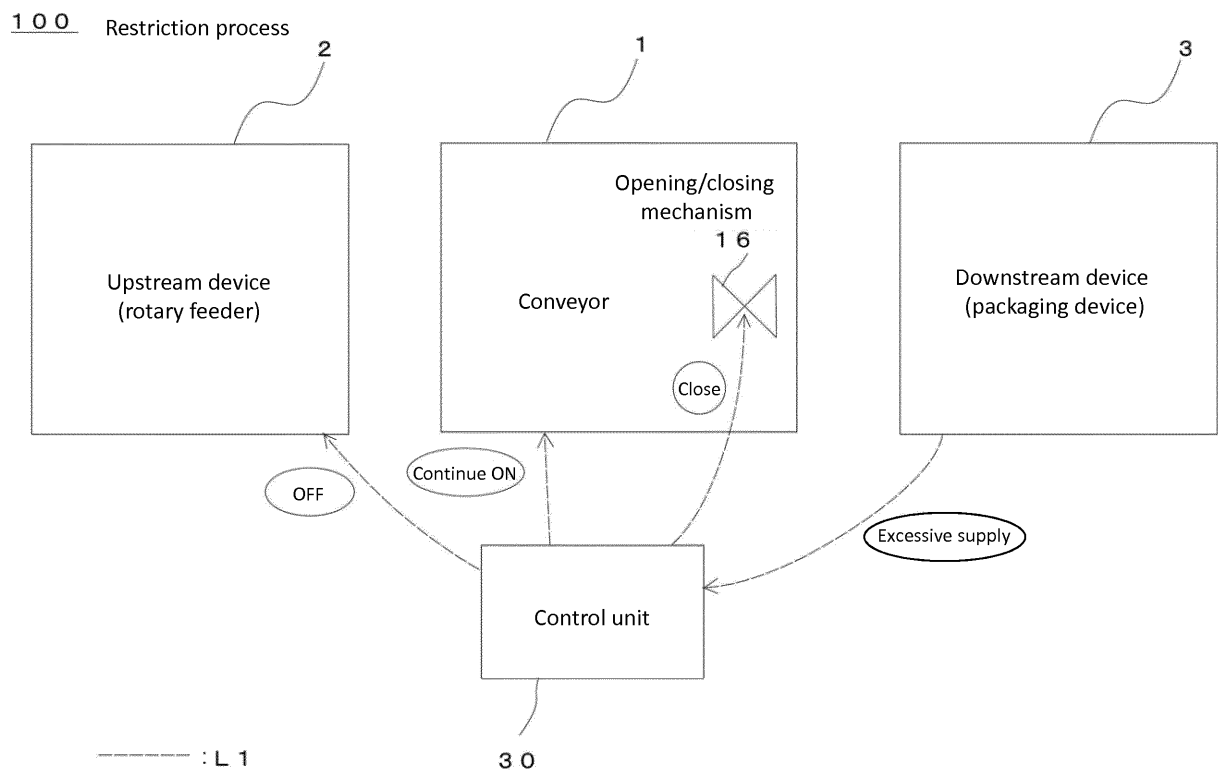 100 Restriction process
2
1
3
Opening/closing
mechanism
16
Upstream device
(rotary feeder)
Conveyor
Downstream device
(packaging device)
Close
Continue ON
OFF
Excessive supply
Control unit
: L1
30